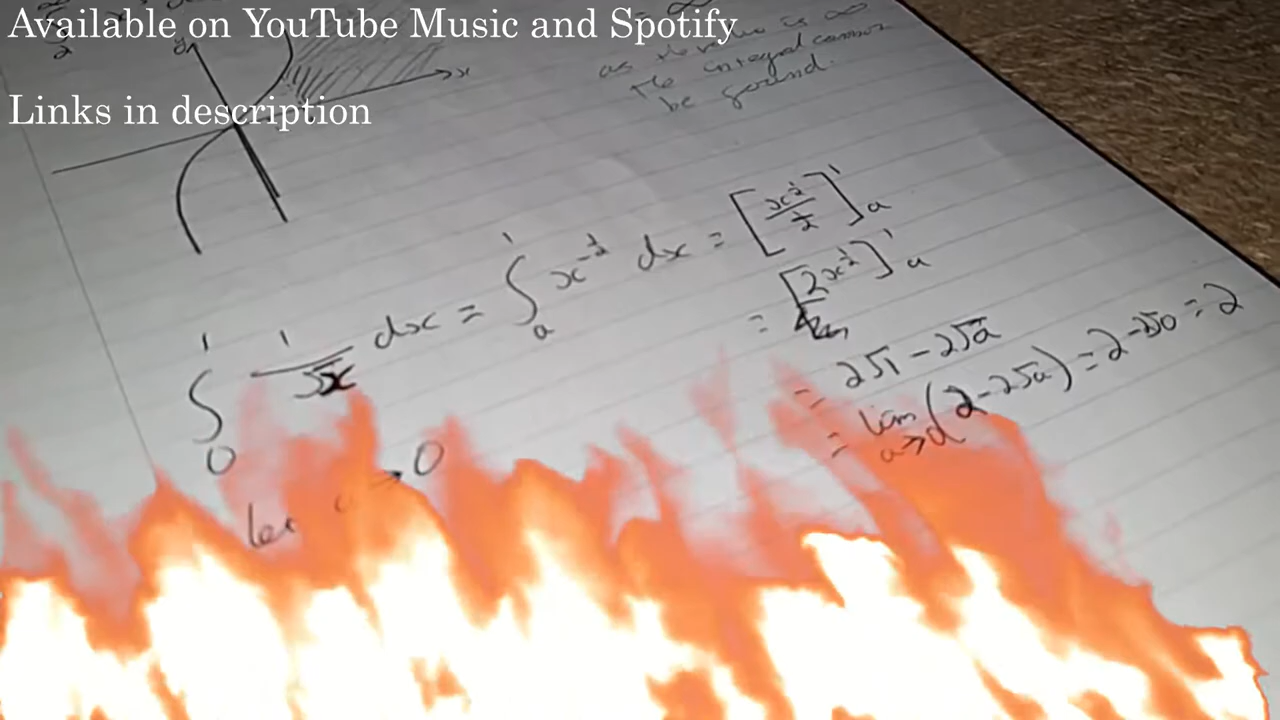 Available on YouTube Music and Spotify
Links in description
y
x
∞
as the value is ∞
the integral cannot
be found.
∫₀¹ 1/√x dx = ∫ₐ¹ x^(-1/2) dx = [x^(1/2)/(1/2)]ₐ¹
= [2x^(1/2)]ₐ¹
= 2√1 - 2√a
= lim a→0 (2-2√a) = 2-2√0 = 2
let a → 0